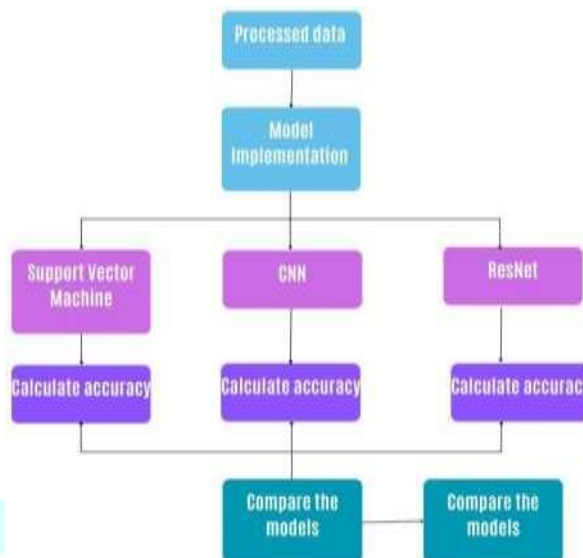 Processed data
Model
Implementation
Support Vector
Machine
CNN
ResNet
Calculate accuracy
Calculate accuracy
Calculate accurac
Compare the
models
Compare the
models